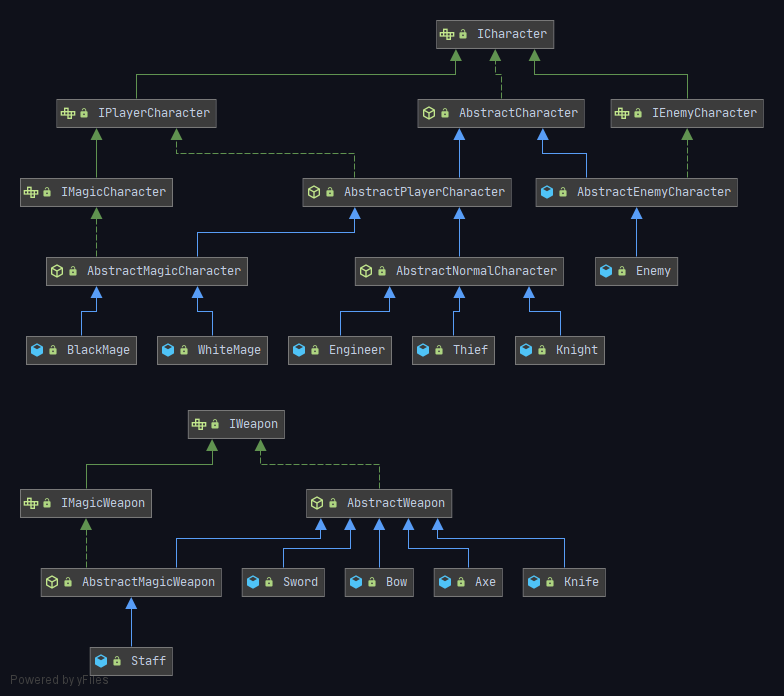 ICharacter
IPlayerCharacter
AbstractCharacter
IEnemyCharacter
IMagicCharacter
AbstractPlayerCharacter
AbstractEnemyCharacter
AbstractMagicCharacter
AbstractNormalCharacter
Enemy
BlackMage
WhiteMage
Engineer
Thief
Knight
IWeapon
IMagicWeapon
AbstractWeapon
AbstractMagicWeapon
Sword
Bow
Axe
Knife
Staff
Powered by yFiles